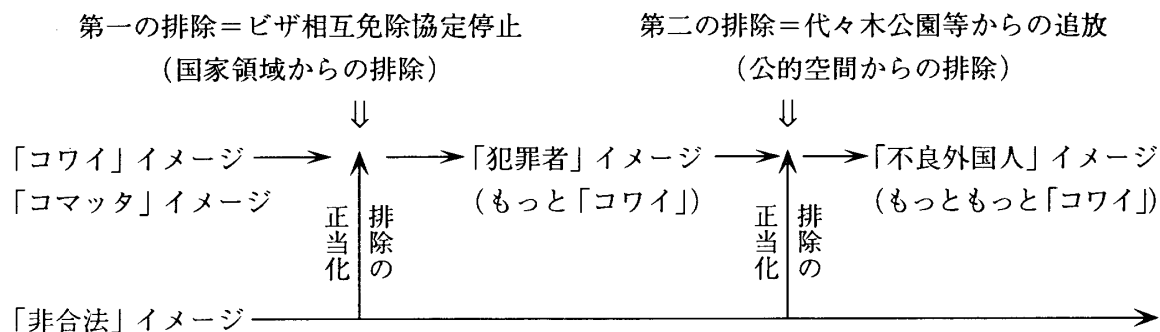 第一の排除＝ビザ相互免除協定停止
（国家領域からの排除）
第二の排除＝代々木公園等からの追放
（公的空間からの排除）
「コワイ」イメージ
「コマッタ」イメージ
排除の
正当化
「犯罪者」イメージ
（もっと「コワイ」）
排除の
正当化
「不良外国人」イメージ
（もっともっと「コワイ」）
「非合法」イメージ